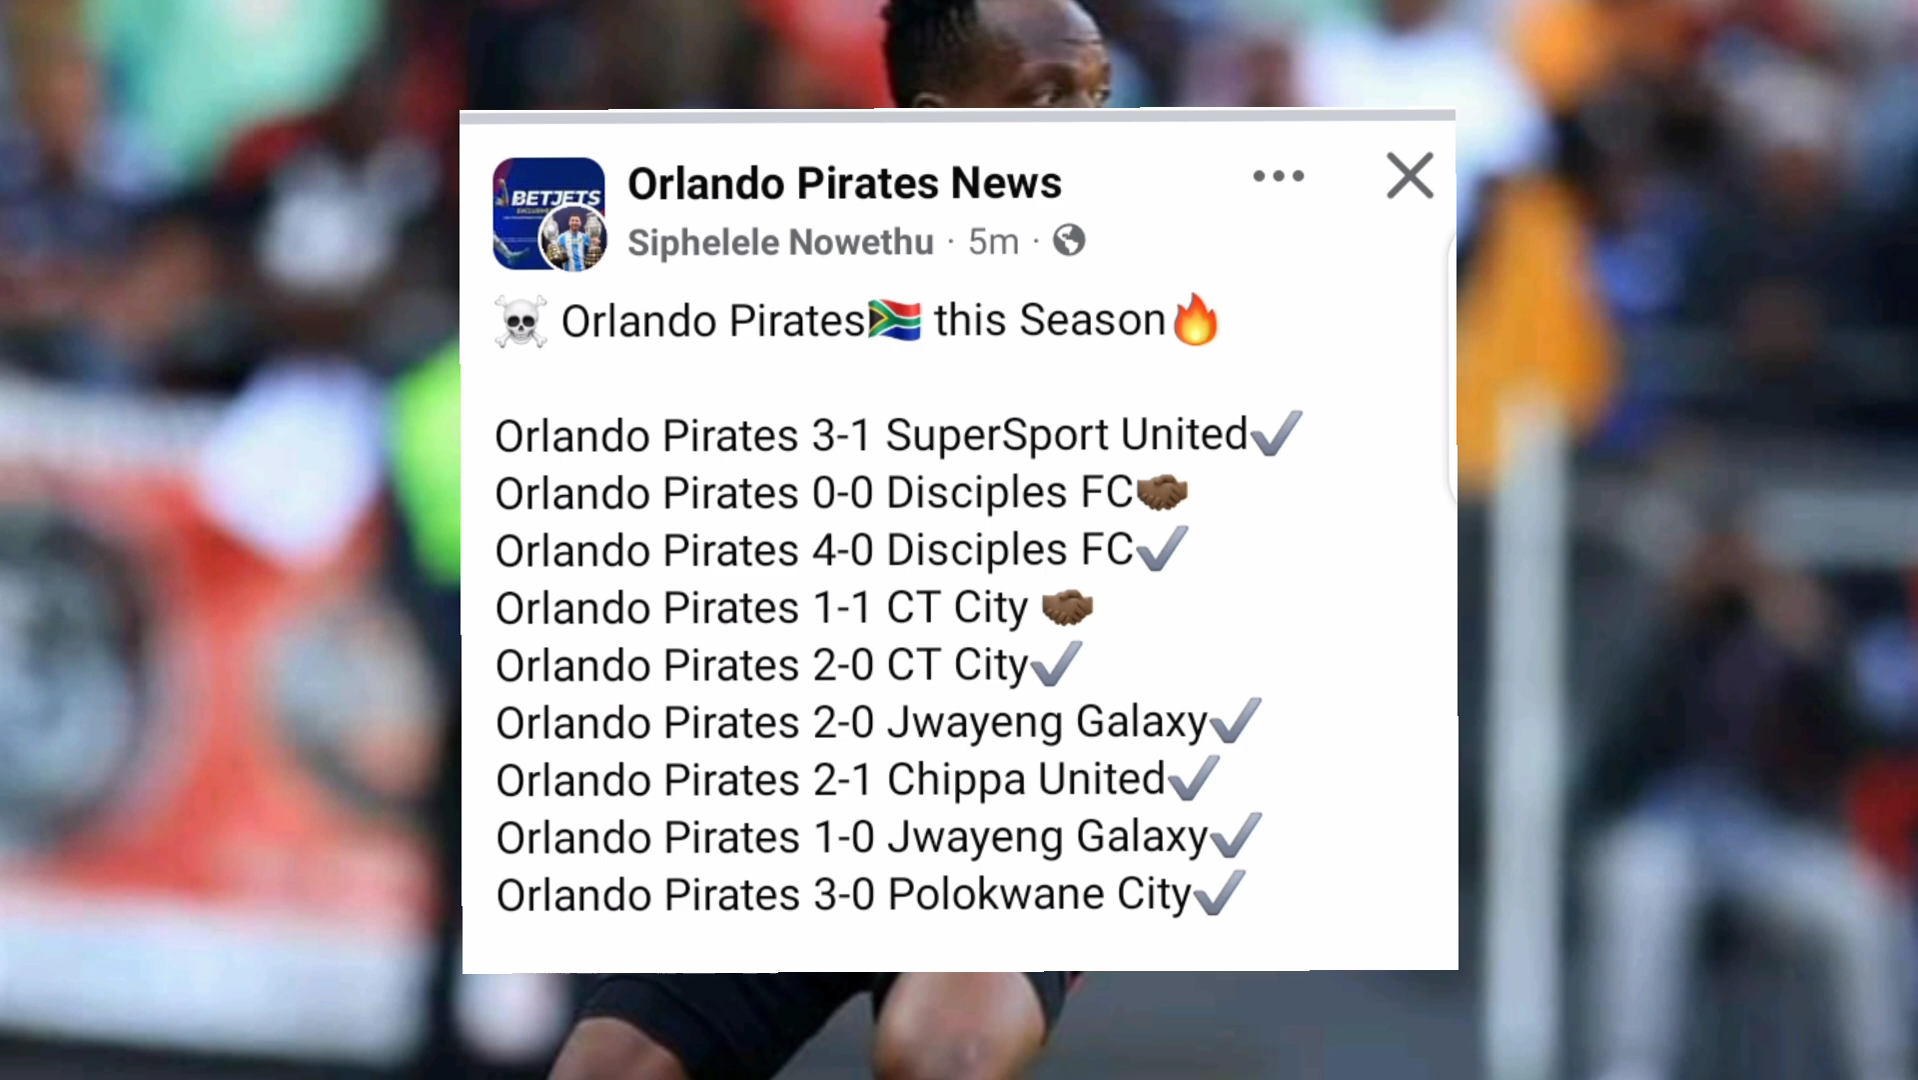 BETJETS
Orlando Pirates News
Siphelele Nowethu · 5m ·
☠️ Orlando Pirates🇿🇦 this Season🔥
Orlando Pirates 3-1 SuperSport United✔️
Orlando Pirates 0-0 Disciples FC🤝🏾
Orlando Pirates 4-0 Disciples FC✔️
Orlando Pirates 1-1 CT City 🤝🏾
Orlando Pirates 2-0 CT City✔️
Orlando Pirates 2-0 Jwayeng Galaxy✔️
Orlando Pirates 2-1 Chippa United✔️
Orlando Pirates 1-0 Jwayeng Galaxy✔️
Orlando Pirates 3-0 Polokwane City✔️